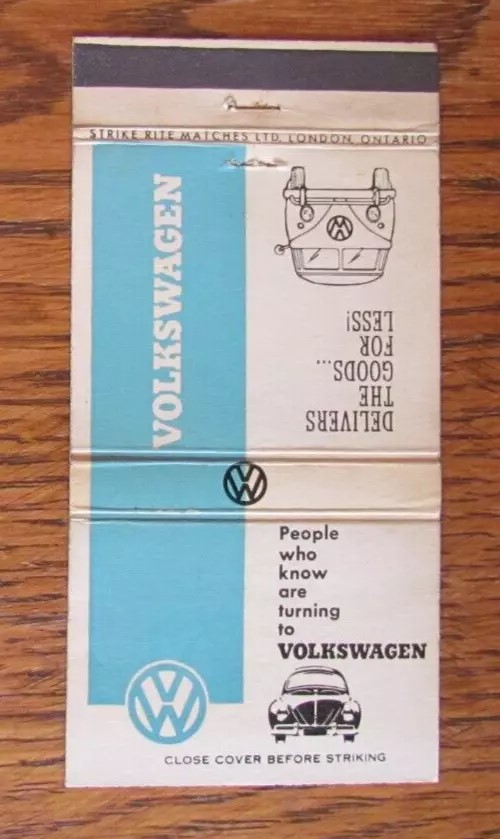 STRIKE RITE MATCHES LTD. LONDON, ONTARIO
VOLKSWAGEN
DELIVERS
THE
GOODS...
FOR
LESS!
People
who
know
are
turning
to
VOLKSWAGEN
CLOSE COVER BEFORE STRIKING